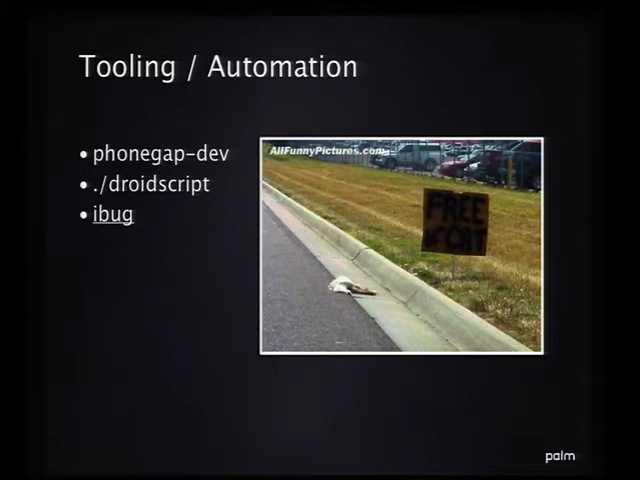 Tooling / Automation
• phonegap-dev
• ./droidscript
• ibug
AllFunnyPictures.com
FREE
CAT
palm